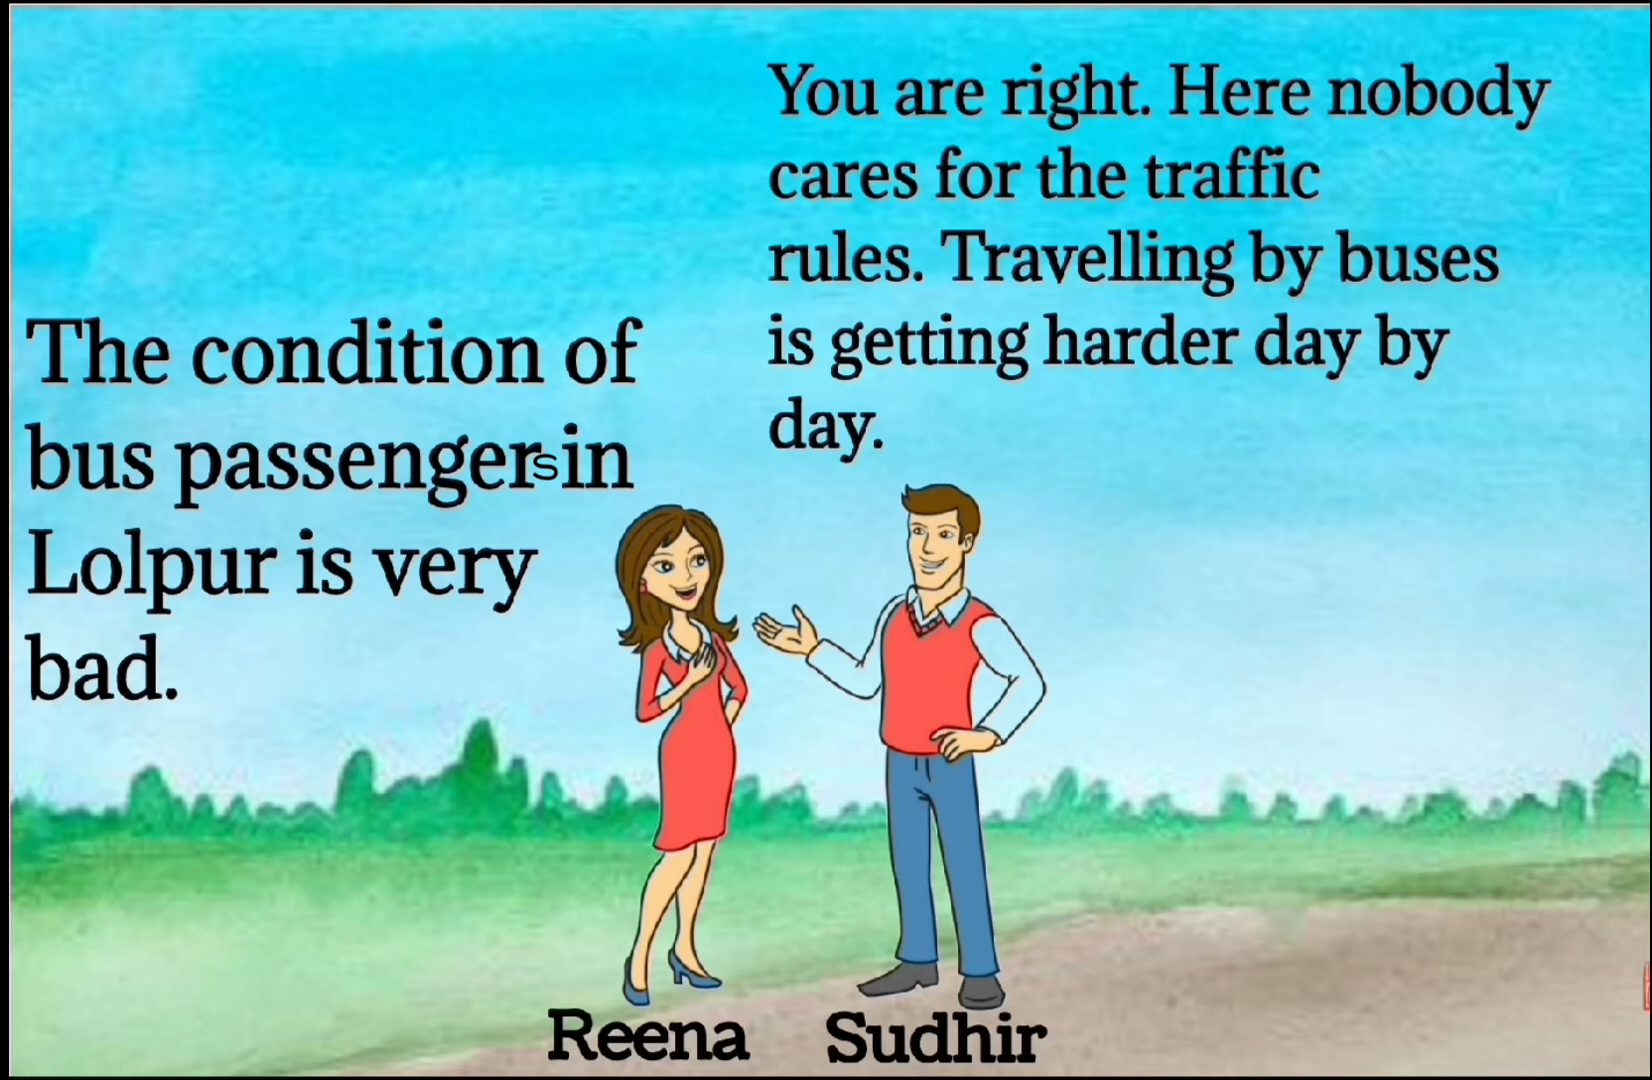 The condition of
bus passengers in
Lolpur is very
bad.
You are right. Here nobody
cares for the traffic
rules. Travelling by buses
is getting harder day by
day.
Reena
Sudhir